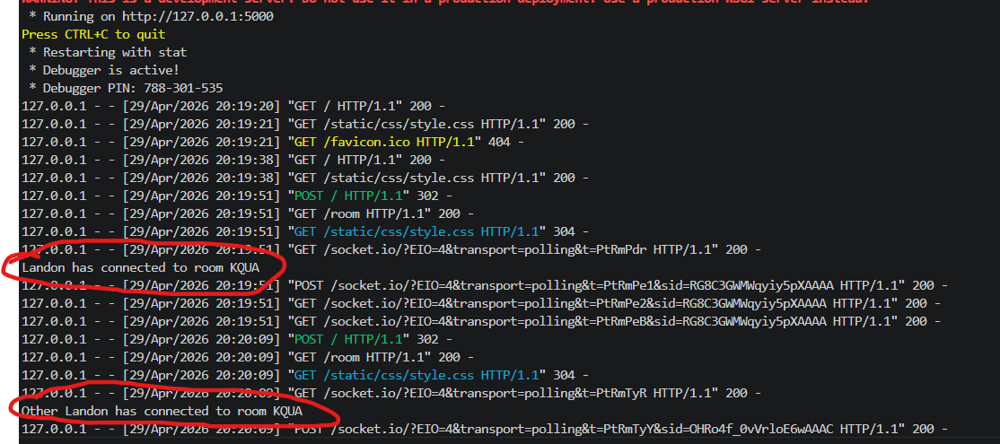 WARNING: This is a development server. Do not use it in a production deployment. Use a production WSGI server instead.
* Running on http://127.0.0.1:5000
Press CTRL+C to quit
* Restarting with stat
* Debugger is active!
* Debugger PIN: 788-301-535
127.0.0.1 - - [29/Apr/2026 20:19:20] "GET / HTTP/1.1" 200 -
127.0.0.1 - - [29/Apr/2026 20:19:21] "GET /static/css/style.css HTTP/1.1" 200 -
127.0.0.1 - - [29/Apr/2026 20:19:21] "GET /favicon.ico HTTP/1.1" 404 -
127.0.0.1 - - [29/Apr/2026 20:19:38] "GET / HTTP/1.1" 200 -
127.0.0.1 - - [29/Apr/2026 20:19:38] "GET /static/css/style.css HTTP/1.1" 200 -
127.0.0.1 - - [29/Apr/2026 20:19:51] "POST / HTTP/1.1" 302 -
127.0.0.1 - - [29/Apr/2026 20:19:51] "GET /room HTTP/1.1" 200 -
127.0.0.1 - - [29/Apr/2026 20:19:51] "GET /static/css/style.css HTTP/1.1" 304 -
127.0.0.1 - - [29/Apr/2026 20:19:51] "GET /socket.io/?EIO=4&transport=polling&t=PtRmPdr HTTP/1.1" 200 -
Landon has connected to room KQUA
127.0.0.1 - - [29/Apr/2026 20:19:51] "POST /socket.io/?EIO=4&transport=polling&t=PtRmPe1&sid=RG8C3GWMWqyiy5pXAAAA HTTP/1.1" 200 -
127.0.0.1 - - [29/Apr/2026 20:19:51] "GET /socket.io/?EIO=4&transport=polling&t=PtRmPe2&sid=RG8C3GWMWqyiy5pXAAAA HTTP/1.1" 200 -
127.0.0.1 - - [29/Apr/2026 20:19:51] "GET /socket.io/?EIO=4&transport=polling&t=PtRmPeB&sid=RG8C3GWMWqyiy5pXAAAA HTTP/1.1" 200 -
127.0.0.1 - - [29/Apr/2026 20:20:09] "POST / HTTP/1.1" 302 -
127.0.0.1 - - [29/Apr/2026 20:20:09] "GET /room HTTP/1.1" 200 -
127.0.0.1 - - [29/Apr/2026 20:20:09] "GET /static/css/style.css HTTP/1.1" 304 -
127.0.0.1 - - [29/Apr/2026 20:20:09] "GET /socket.io/?EIO=4&transport=polling&t=PtRmTyR HTTP/1.1" 200 -
Other Landon has connected to room KQUA
127.0.0.1 - - [29/Apr/2026 20:20:09] "POST /socket.io/?EIO=4&transport=polling&t=PtRmTyY&sid=OHRo4f_0vVrloE6wAAAC HTTP/1.1" 200 -